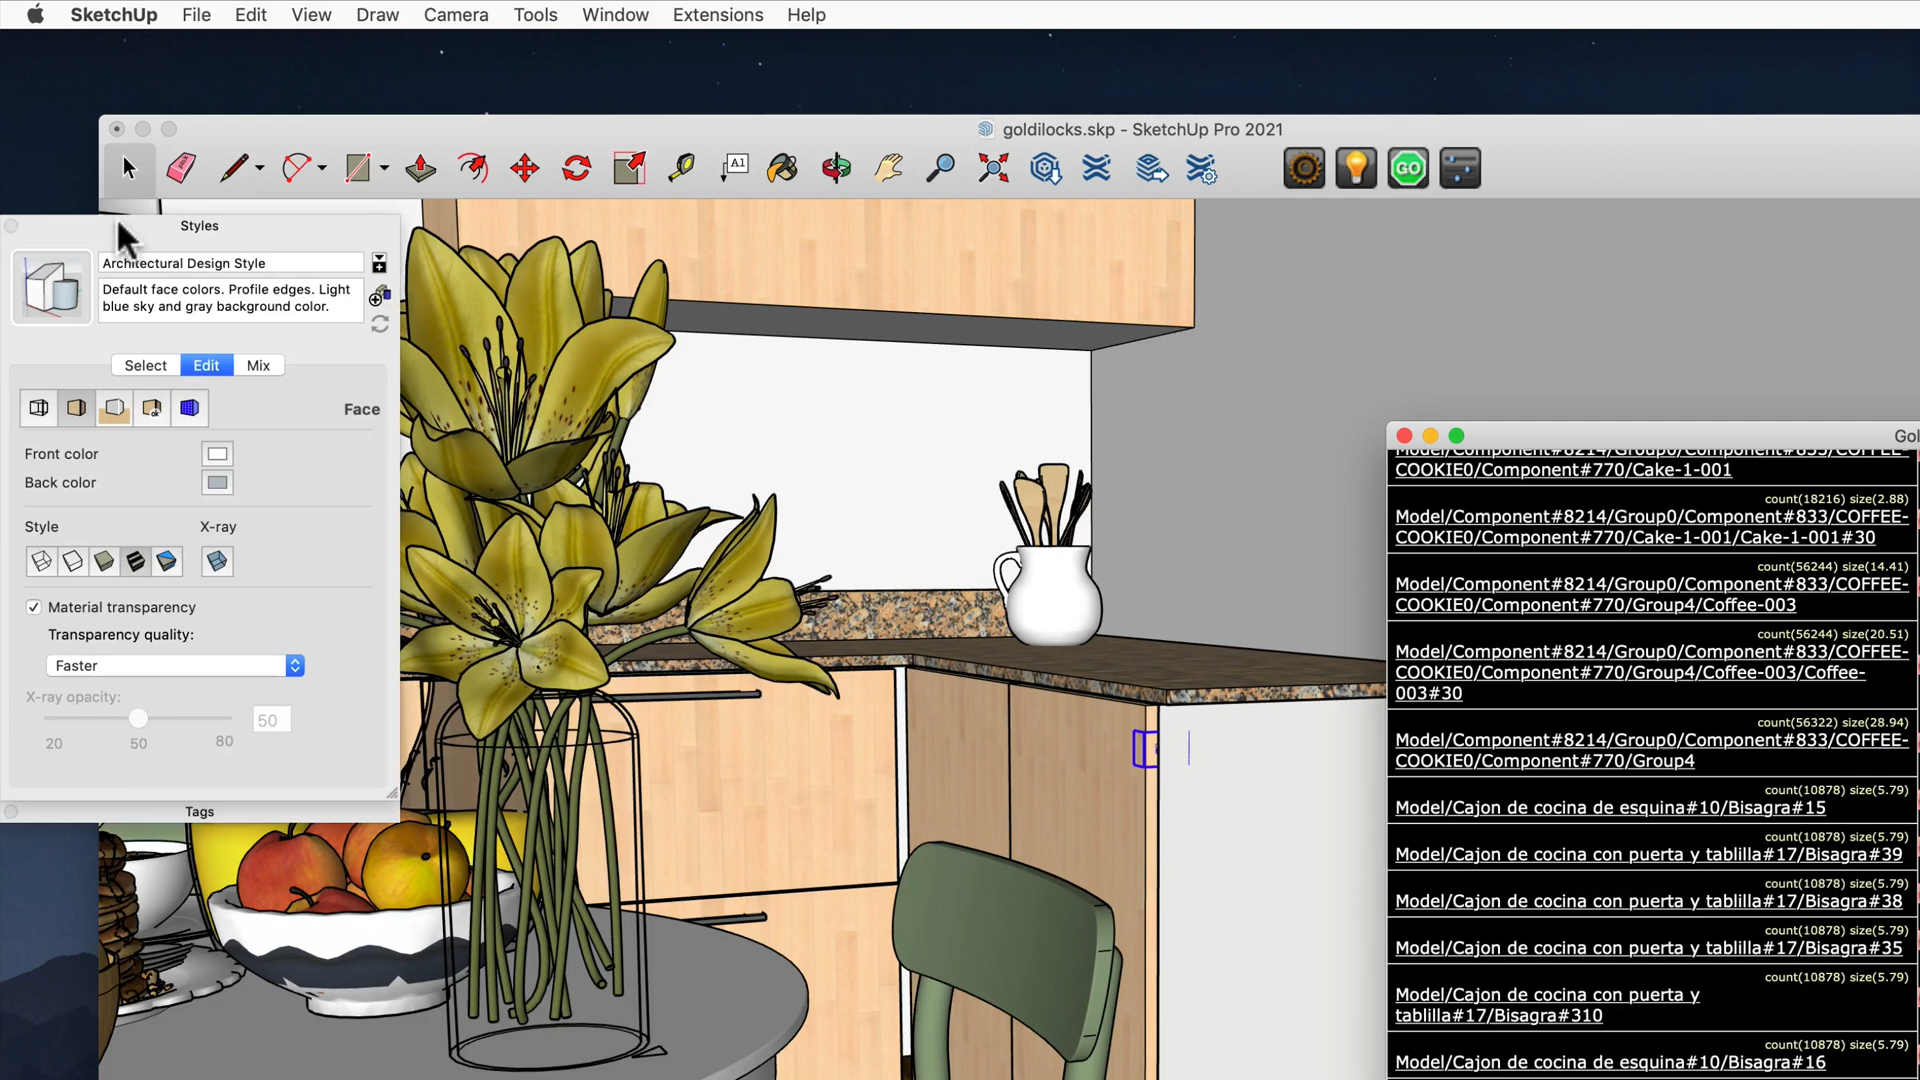 SketchUp File Edit View Draw Camera Tools Window Extensions Help
goldilocks.skp - SketchUp Pro 2021
A1
GO
Styles
Architectural Design Style
Default face colors. Profile edges. Light
blue sky and gray background color.
Select Edit Mix
Face
Front color
Back color
Style X-ray
Material transparency
Transparency quality:
Faster
X-ray opacity:
50
20 50 80
Tags
Model/Component#8214/Group0/Component#833/COFFEE-
COOKIE0/Component#770/Cake-1-001
count(18216) size(2.88)
Model/Component#8214/Group0/Component#833/COFFEE-
COOKIE0/Component#770/Cake-1-001/Cake-1-001#30
count(56244) size(14.41)
Model/Component#8214/Group0/Component#833/COFFEE-
COOKIE0/Component#770/Group4/Coffee-003
count(56244) size(20.51)
Model/Component#8214/Group0/Component#833/COFFEE-
COOKIE0/Component#770/Group4/Coffee-003/Coffee-
003#30
count(56322) size(28.94)
Model/Component#8214/Group0/Component#833/COFFEE-
COOKIE0/Component#770/Group4
count(10878) size(5.79)
Model/Cajon de cocina de esquina#10/Bisagra#15
count(10878) size(5.79)
Model/Cajon de cocina con puerta y tablilla#17/Bisagra#39
count(10878) size(5.79)
Model/Cajon de cocina con puerta y tablilla#17/Bisagra#38
count(10878) size(5.79)
Model/Cajon de cocina con puerta y tablilla#17/Bisagra#35
count(10878) size(5.79)
Model/Cajon de cocina con puerta y
tablilla#17/Bisagra#310
count(10878) size(5.79)
Model/Cajon de cocina de esquina#10/Bisagra#16